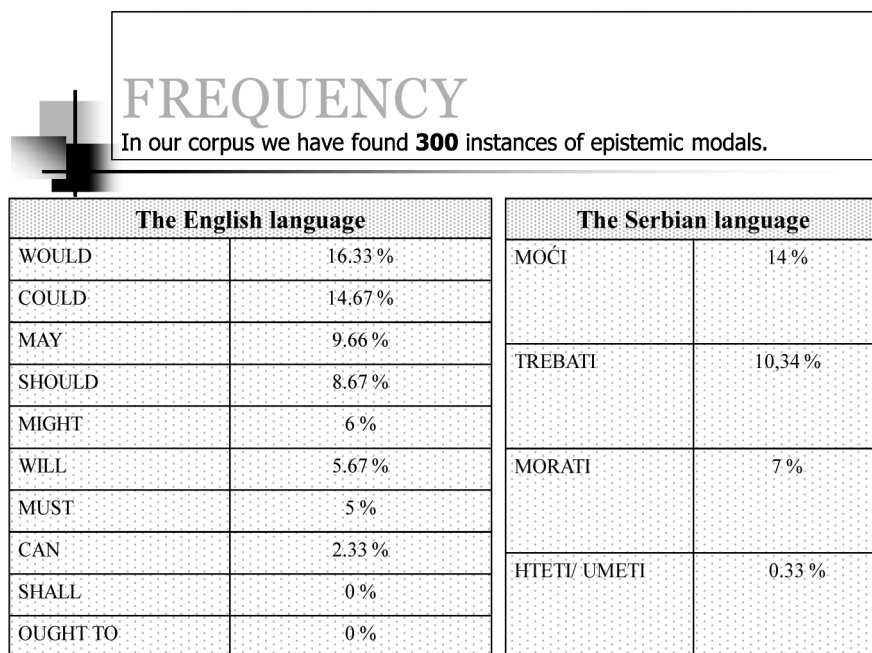 FREQUENCY
In our corpus we have found 300 instances of epistemic modals.
The English language
WOULD 16.33 %
COULD 14.67 %
MAY 9.66 %
SHOULD 8.67 %
MIGHT 6 %
WILL 5.67 %
MUST 5 %
CAN 2.33 %
SHALL 0 %
OUGHT TO 0 %
The Serbian language
MOĆI 14 %
TREBATI 10,34 %
MORATI 7 %
HTETI/ UMETI 0.33 %